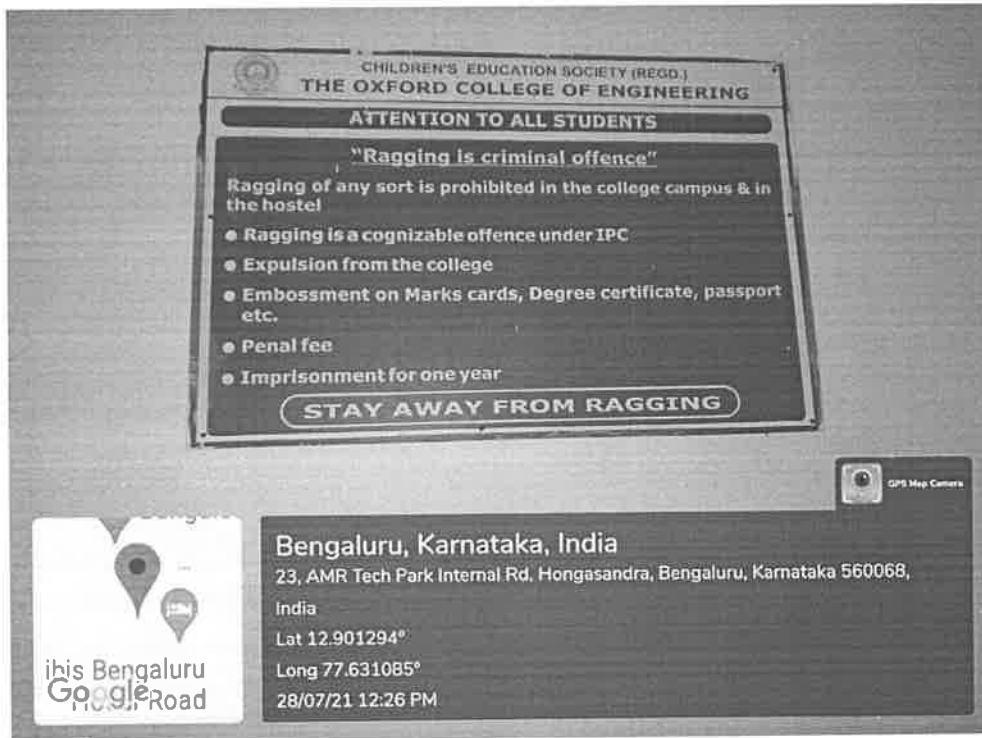 CHILDREN'S EDUCATION SOCIETY (REGD.)
THE OXFORD COLLEGE OF ENGINEERING
ATTENTION TO ALL STUDENTS
"Ragging is criminal offence"
Ragging of any sort is prohibited in the college campus & in
the hostel
● Ragging is a cognizable offence under IPC
● Expulsion from the college
● Embossment on Marks cards, Degree certificate, passport
etc.
● Penal fee
● Imprisonment for one year
STAY AWAY FROM RAGGING
GPS Map Camera
Bengaluru, Karnataka, India
23, AMR Tech Park Internal Rd, Hongasandra, Bengaluru, Karnataka 560068,
India
Lat 12.901294°
Long 77.631085°
28/07/21 12:26 PM
ibis Bengaluru
Google
Road